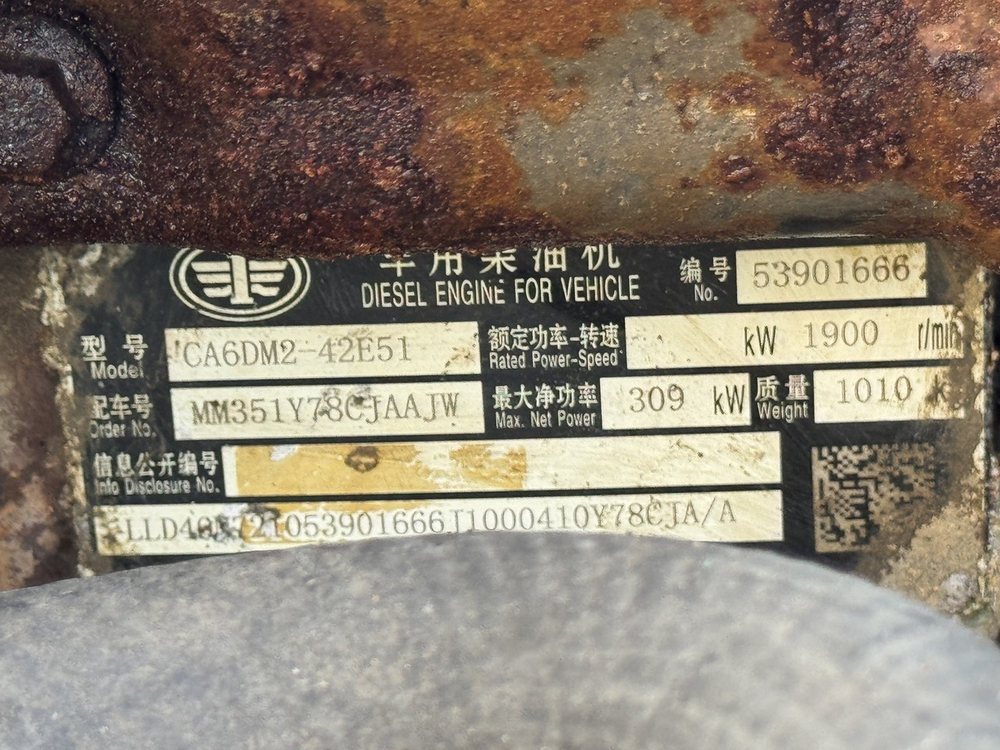 车用柴油机
DIESEL ENGINE FOR VEHICLE
编号 No. 53901666
型号 Model CA6DM2-42E51
额定功率-转速 Rated Power-Speed kW 1900 r/min
配车号 Order No. MM351Y78CJAAJW
最大净功率 Max. Net Power 309 kW
质量 Weight 1010 k
信息公开编号 Info Disclosure No.